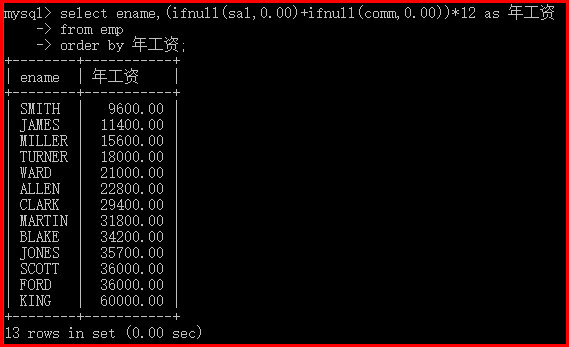 mysql> select ename,(ifnull(sal,0.00)+ifnull(comm,0.00))*12 as 年工资
    -> from emp
    -> order by 年工资;
+--------+-----------+
| ename  | 年工资    |
+--------+-----------+
| SMITH  |   9600.00 |
| JAMES  |  11400.00 |
| MILLER |  15600.00 |
| TURNER |  18000.00 |
| WARD   |  21000.00 |
| ALLEN  |  22800.00 |
| CLARK  |  29400.00 |
| MARTIN |  31800.00 |
| BLAKE  |  34200.00 |
| JONES  |  35700.00 |
| SCOTT  |  36000.00 |
| FORD   |  36000.00 |
| KING   |  60000.00 |
+--------+-----------+
13 rows in set (0.00 sec)